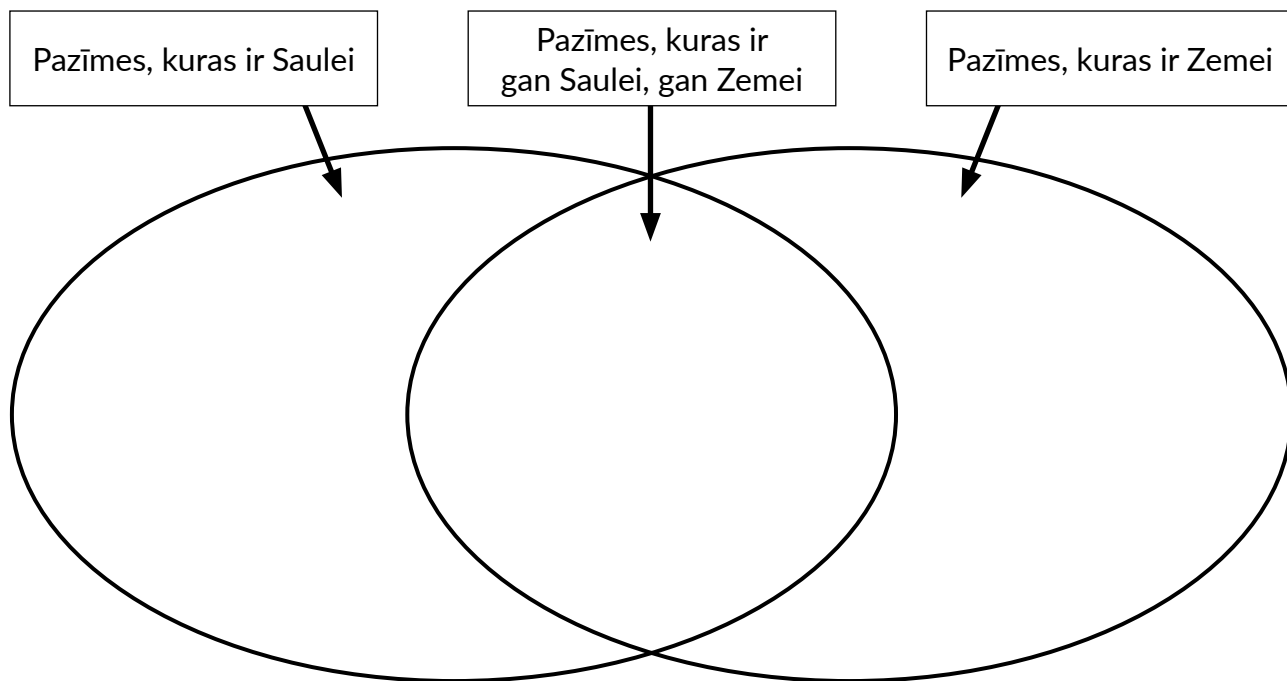 Pazīmes, kuras ir Saulei
Pazīmes, kuras ir
gan Saulei, gan Zemei
Pazīmes, kuras ir Zemei